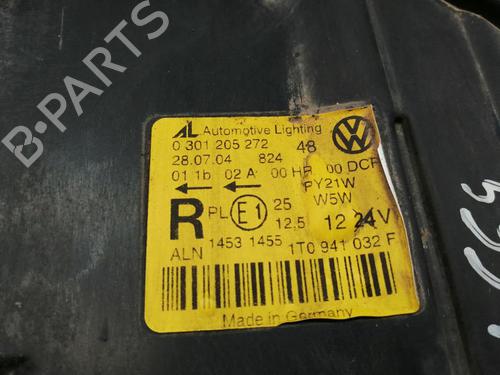 AL Automotive Lighting
0 301 205 272 48
28.07.04 824
01 1b 02 A 00 HR 00 DCR
PY21W
W5W
R PL E1 25
12,5 12 24V
1453 1455
ALN 1T0 941 032 F
Made in Germany
B-PARTS